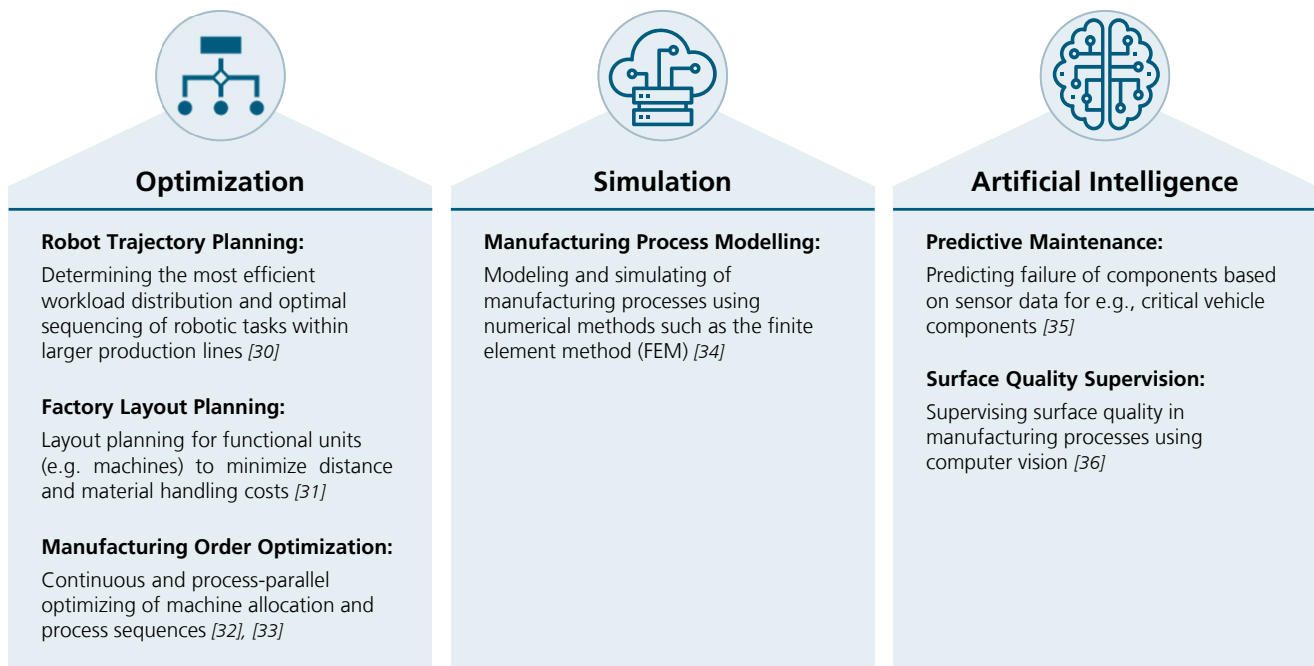 Optimization
Robot Trajectory Planning:
Determining the most efficient
workload distribution and optimal
sequencing of robotic tasks within
larger production lines [30]
Factory Layout Planning:
Layout planning for functional units
(e.g. machines) to minimize distance
and material handling costs [31]
Manufacturing Order Optimization:
Continuous and process-parallel
optimizing of machine allocation and
process sequences [32], [33]
Simulation
Manufacturing Process Modelling:
Modeling and simulating of
manufacturing processes using
numerical methods such as the finite
element method (FEM) [34]
Artificial Intelligence
Predictive Maintenance:
Predicting failure of components based
on sensor data for e.g., critical vehicle
components [35]
Surface Quality Supervision:
Supervising surface quality in
manufacturing processes using
computer vision [36]